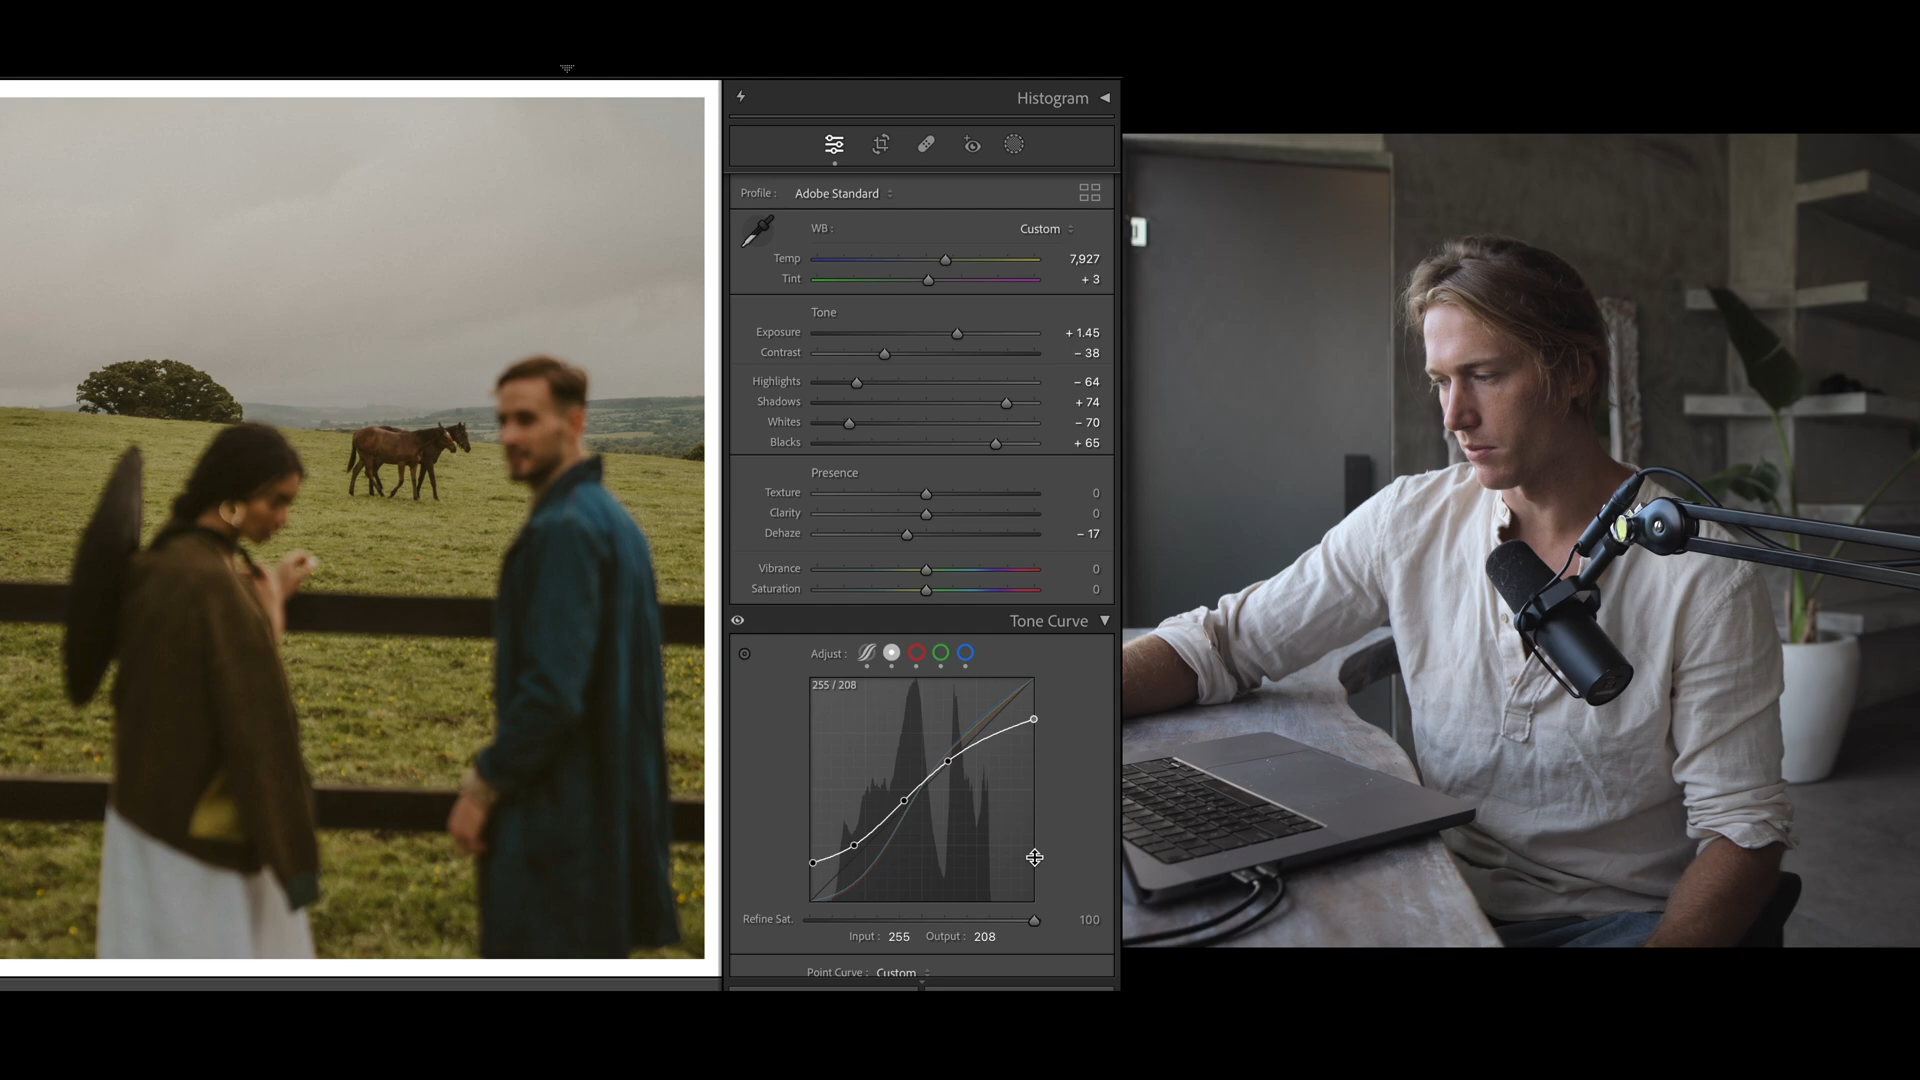 Histogram
Profile : Adobe Standard
WB : Custom
Temp 7,927
Tint + 3
Tone
Exposure + 1.45
Contrast – 38
Highlights – 64
Shadows + 74
Whites – 70
Blacks + 65
Presence
Texture 0
Clarity 0
Dehaze – 17
Vibrance 0
Saturation 0
Tone Curve
Adjust :
255 / 208
Refine Sat. 100
Input : 255 Output : 208
Point Curve : Custom